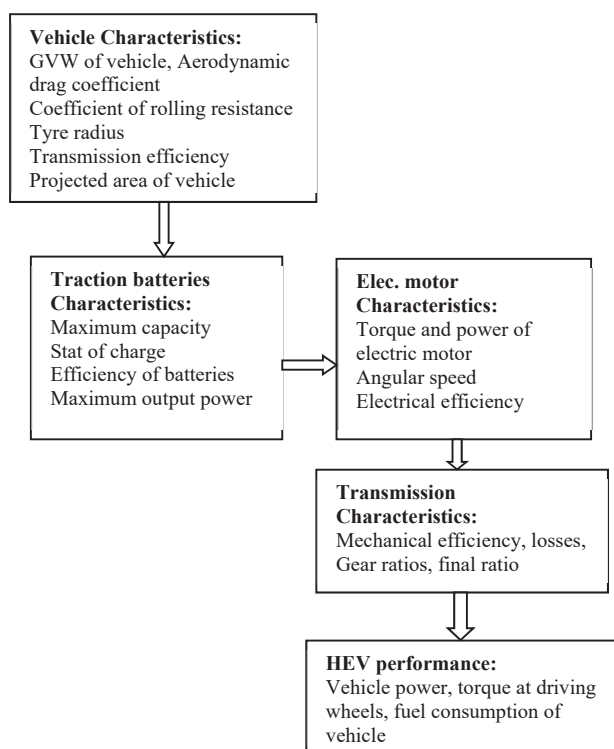 Vehicle Characteristics:
GVW of vehicle, Aerodynamic
drag coefficient
Coefficient of rolling resistance
Tyre radius
Transmission efficiency
Projected area of vehicle
Traction batteries
Characteristics:
Maximum capacity
Stat of charge
Efficiency of batteries
Maximum output power
Elec. motor
Characteristics:
Torque and power of
electric motor
Angular speed
Electrical efficiency
Transmission
Characteristics:
Mechanical efficiency, losses,
Gear ratios, final ratio
HEV performance:
Vehicle power, torque at driving
wheels, fuel consumption of
vehicle